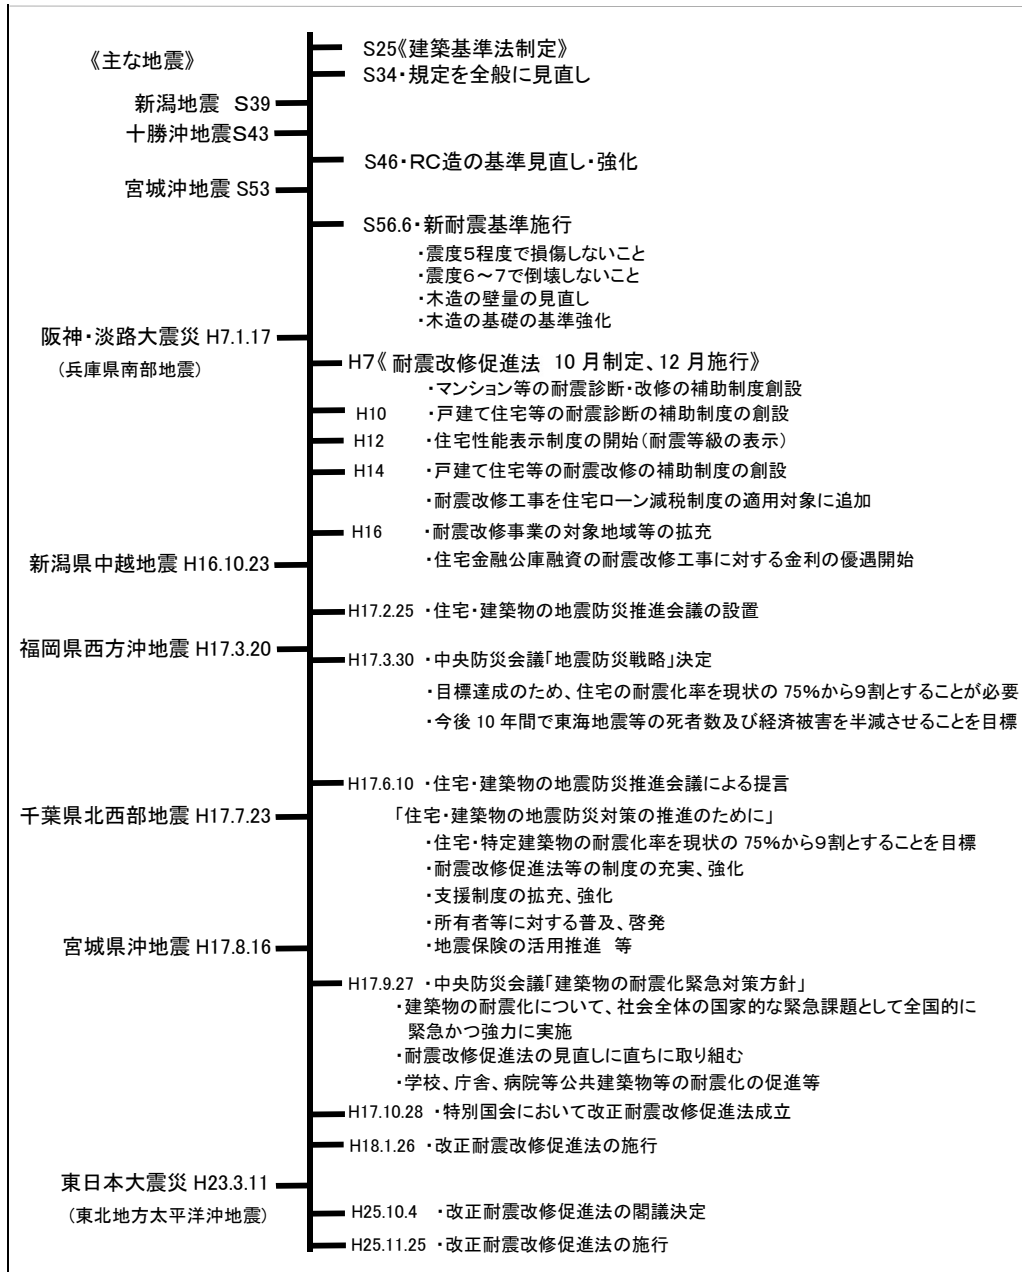 S25《建築基準法制定》
《主な地震》
S34・規定を全般に見直し
新潟地震 S39
十勝沖地震S43
S46・RC造の基準見直し・強化
宮城沖地震 S53
S56.6・新耐震基準施行
・震度5程度で損傷しないこと
・震度6～7で倒壊しないこと
・木造の壁量の見直し
・木造の基礎の基準強化
阪神・淡路大震災 H7.1.17
(兵庫県南部地震)
H7《 耐震改修促進法 10月制定、12月施行》
・マンション等の耐震診断・改修の補助制度創設
H10 ・戸建て住宅等の耐震診断の補助制度の創設
H12 ・住宅性能表示制度の開始(耐震等級の表示)
H14 ・戸建て住宅等の耐震改修の補助制度の創設
・耐震改修工事を住宅ローン減税制度の適用対象に追加
H16 ・耐震改修事業の対象地域等の拡充
・住宅金融公庫融資の耐震改修工事に対する金利の優遇開始
新潟県中越地震 H16.10.23
H17.2.25 ・住宅・建築物の地震防災推進会議の設置
福岡県西方沖地震 H17.3.20
H17.3.30 ・中央防災会議「地震防災戦略」決定
・目標達成のため、住宅の耐震化率を現状の 75%から9割とすることが必要
・今後 10 年間で東海地震等の死者数及び経済被害を半減させることを目標
H17.6.10 ・住宅・建築物の地震防災推進会議による提言
千葉県北西部地震 H17.7.23
「住宅・建築物の地震防災対策の推進のために」
・住宅・特定建築物の耐震化率を現状の 75%から9割とすることを目標
・耐震改修促進法等の制度の充実、強化
・支援制度の拡充、強化
・所有者等に対する普及、啓発
・地震保険の活用推進 等
宮城県沖地震 H17.8.16
H17.9.27 ・中央防災会議「建築物の耐震化緊急対策方針」
・建築物の耐震化について、社会全体の国家的な緊急課題として全国的に
緊急かつ強力に実施
・耐震改修促進法の見直しに直ちに取り組む
・学校、庁舎、病院等公共建築物等の耐震化の促進等
H17.10.28 ・特別国会において改正耐震改修促進法成立
H18.1.26 ・改正耐震改修促進法の施行
東日本大震災 H23.3.11
(東北地方太平洋沖地震)
H25.10.4 ・改正耐震改修促進法の閣議決定
H25.11.25 ・改正耐震改修促進法の施行